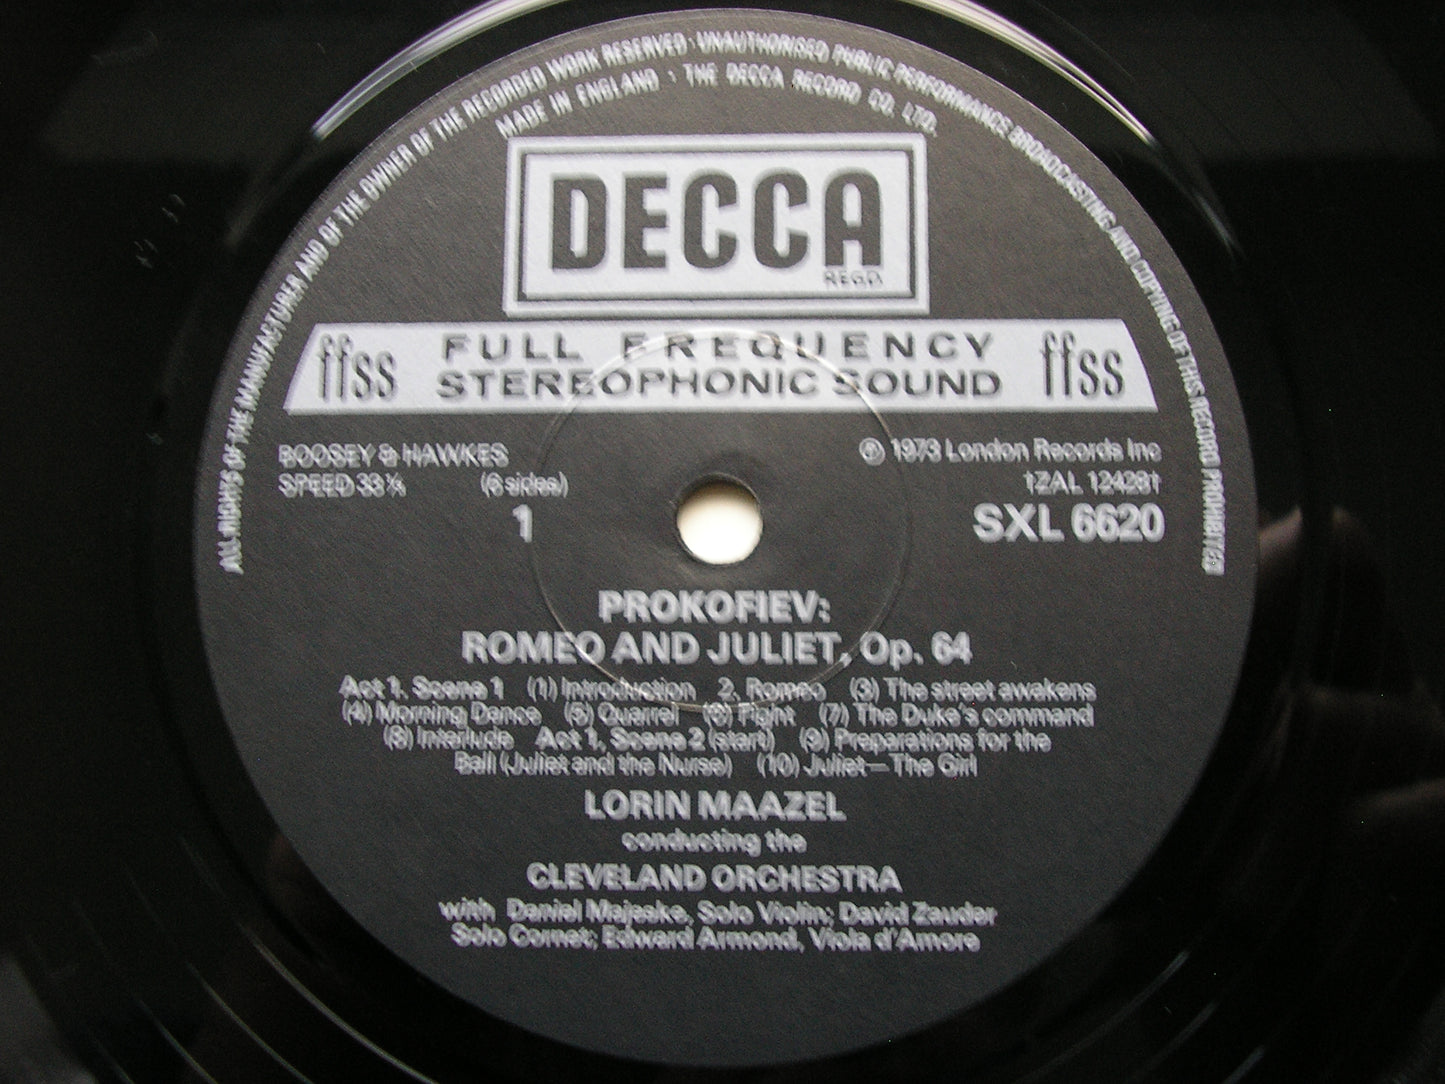 ALL RIGHTS OF THE MANUFACTURER AND OF THE OWNER OF THE RECORDED WORK RESERVED · UNAUTHORISED PUBLIC PERFORMANCE BROADCASTING AND COPYING OF THIS RECORD PROHIBITED
MADE IN ENGLAND · THE DECCA RECORD CO. LTD.
DECCA
REGD.
ffss FULL FREQUENCY ffss
STEREOPHONIC SOUND
BOOSEY & HAWKES ℗ 1973 London Records Inc
SPEED 33⅓ (6 sides) †ZAL 12428†
1 SXL 6620
PROKOFIEV:
ROMEO AND JULIET, Op. 64
Act 1, Scene 1 (1) Introduction 2. Romeo (3) The street awakens
(4) Morning Dance (5) Quarrel (6) Fight (7) The Duke's command
(8) Interlude Act 1, Scene 2 (start) (9) Preparations for the
Ball (Juliet and the Nurse) (10) Juliet—The Girl
LORIN MAAZEL
conducting the
CLEVELAND ORCHESTRA
with Daniel Majeske, Solo Violin; David Zauder
Solo Cornet; Edward Armond, Viola d'Amore